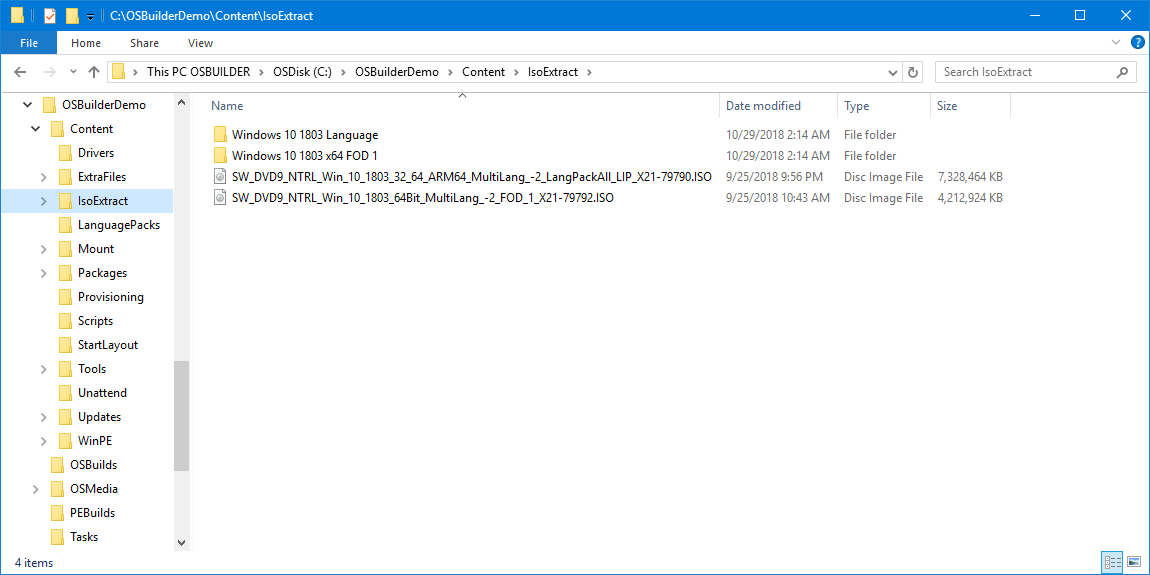 C:\OSBuilderDemo\Content\IsoExtract
File Home Share View
This PC OSBUILDER OSDisk (C:) OSBuilderDemo Content IsoExtract Search IsoExtract
OSBuilderDemo
Content
Drivers
ExtraFiles
IsoExtract
LanguagePacks
Mount
Packages
Provisioning
Scripts
StartLayout
Tools
Unattend
Updates
WinPE
OSBuilds
OSMedia
PEBuilds
Tasks
Name Date modified Type Size
Windows 10 1803 Language 10/29/2018 2:14 AM File folder
Windows 10 1803 x64 FOD 1 10/29/2018 2:14 AM File folder
SW_DVD9_NTRL_Win_10_1803_32_64_ARM64_MultiLang_-2_LangPackAll_LIP_X21-79790.ISO 9/25/2018 9:56 PM Disc Image File 7,328,464 KB
SW_DVD9_NTRL_Win_10_1803_64Bit_MultiLang_-2_FOD_1_X21-79792.ISO 9/25/2018 10:43 AM Disc Image File 4,212,924 KB
4 items